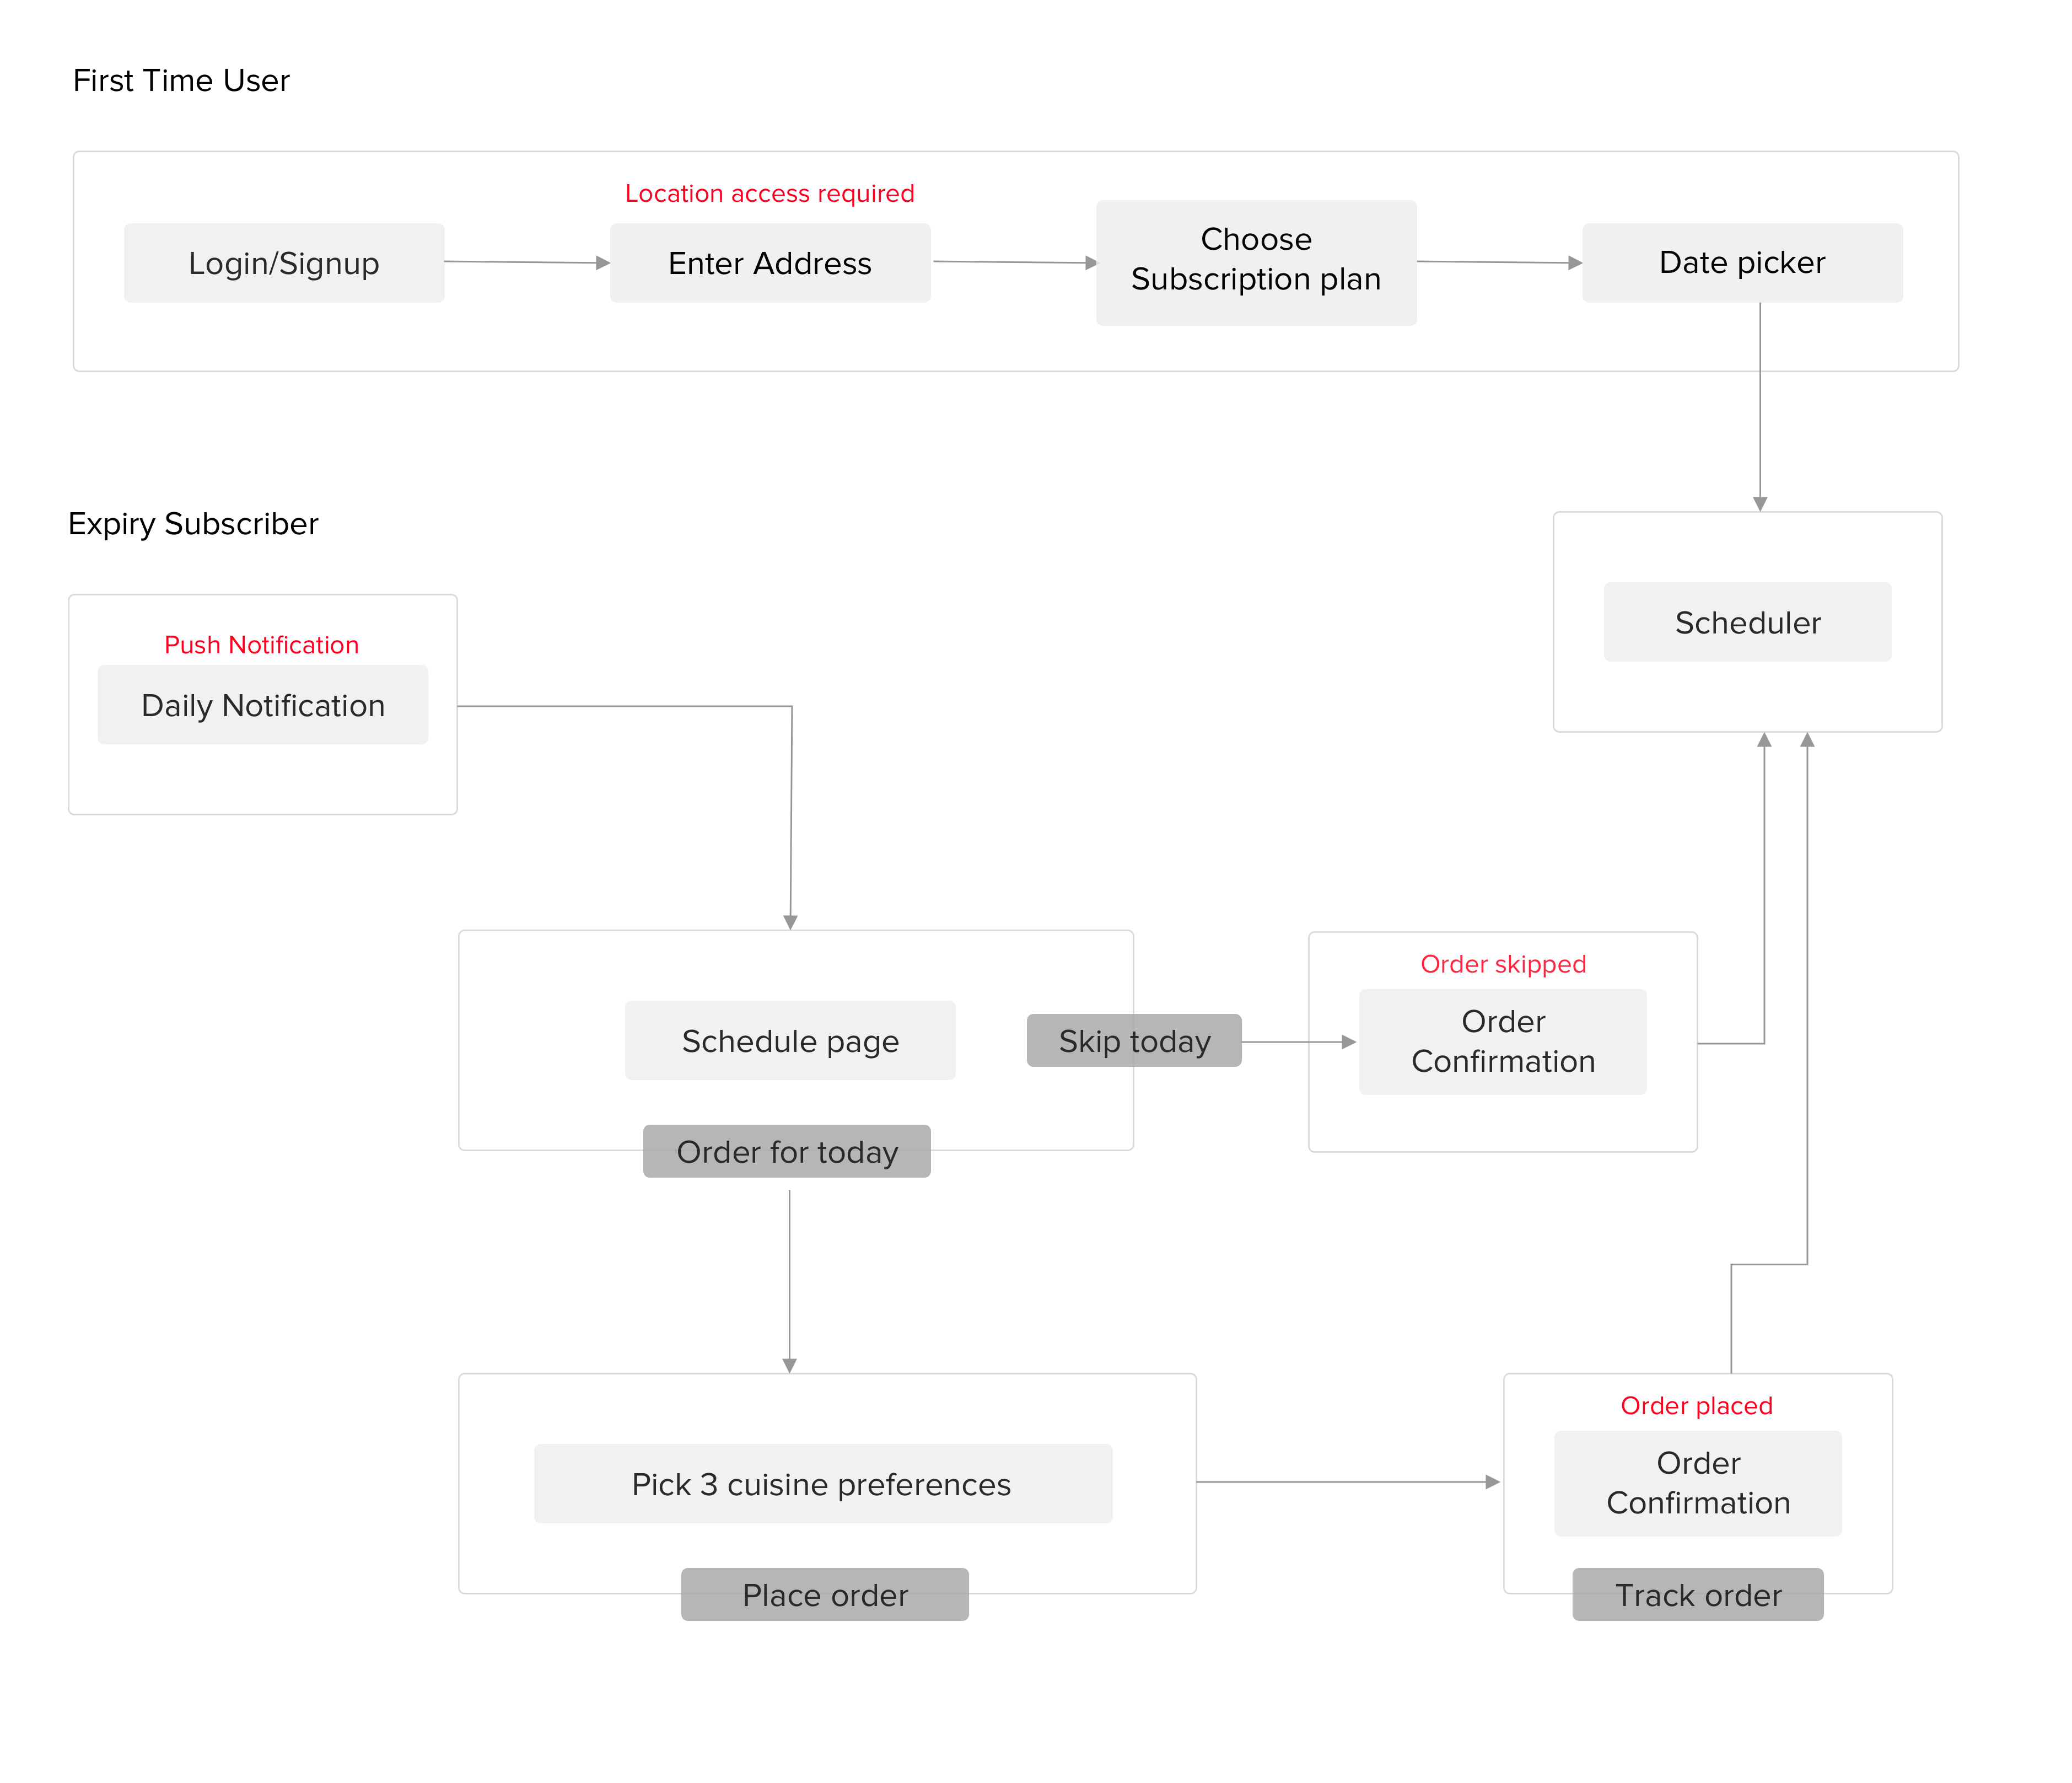 First Time User
Location access required
Login/Signup
Enter Address
Choose
Subscription plan
Date picker
Expiry Subscriber
Scheduler
Push Notification
Daily Notification
Order skipped
Schedule page
Skip today
Order
Confirmation
Order for today
Order placed
Pick 3 cuisine preferences
Order
Confirmation
Place order
Track order